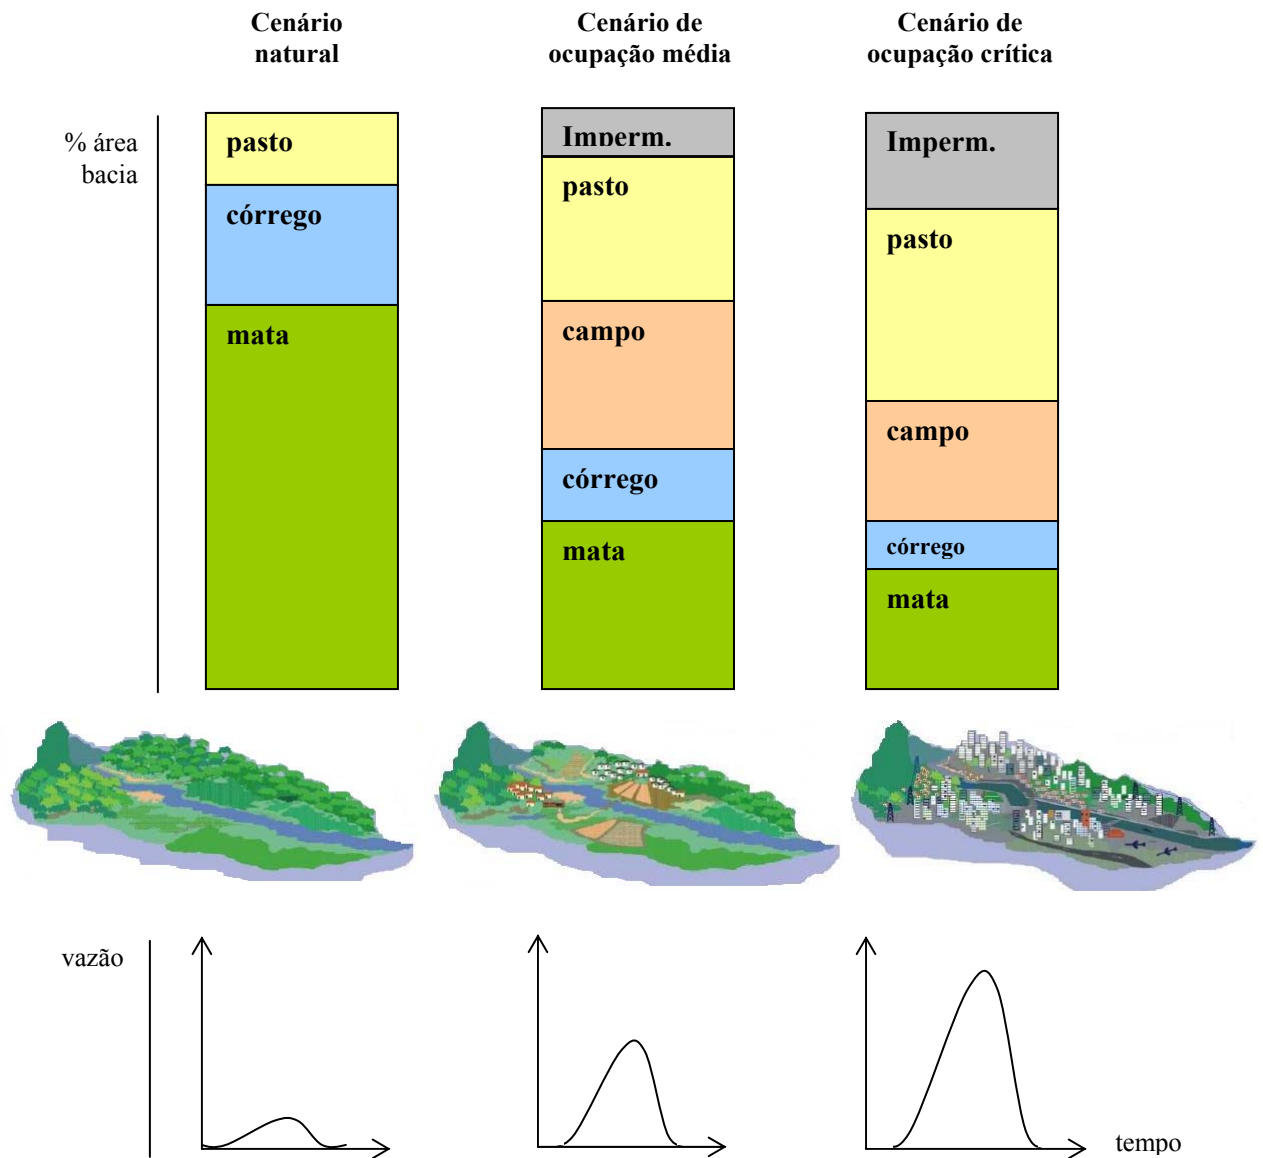 Cenário
natural
Cenário de
ocupação média
Cenário de
ocupação crítica
% área
bacia
pasto
córrego
mata
Imperm.
pasto
campo
córrego
mata
Imperm.
pasto
campo
córrego
mata
vazão
tempo